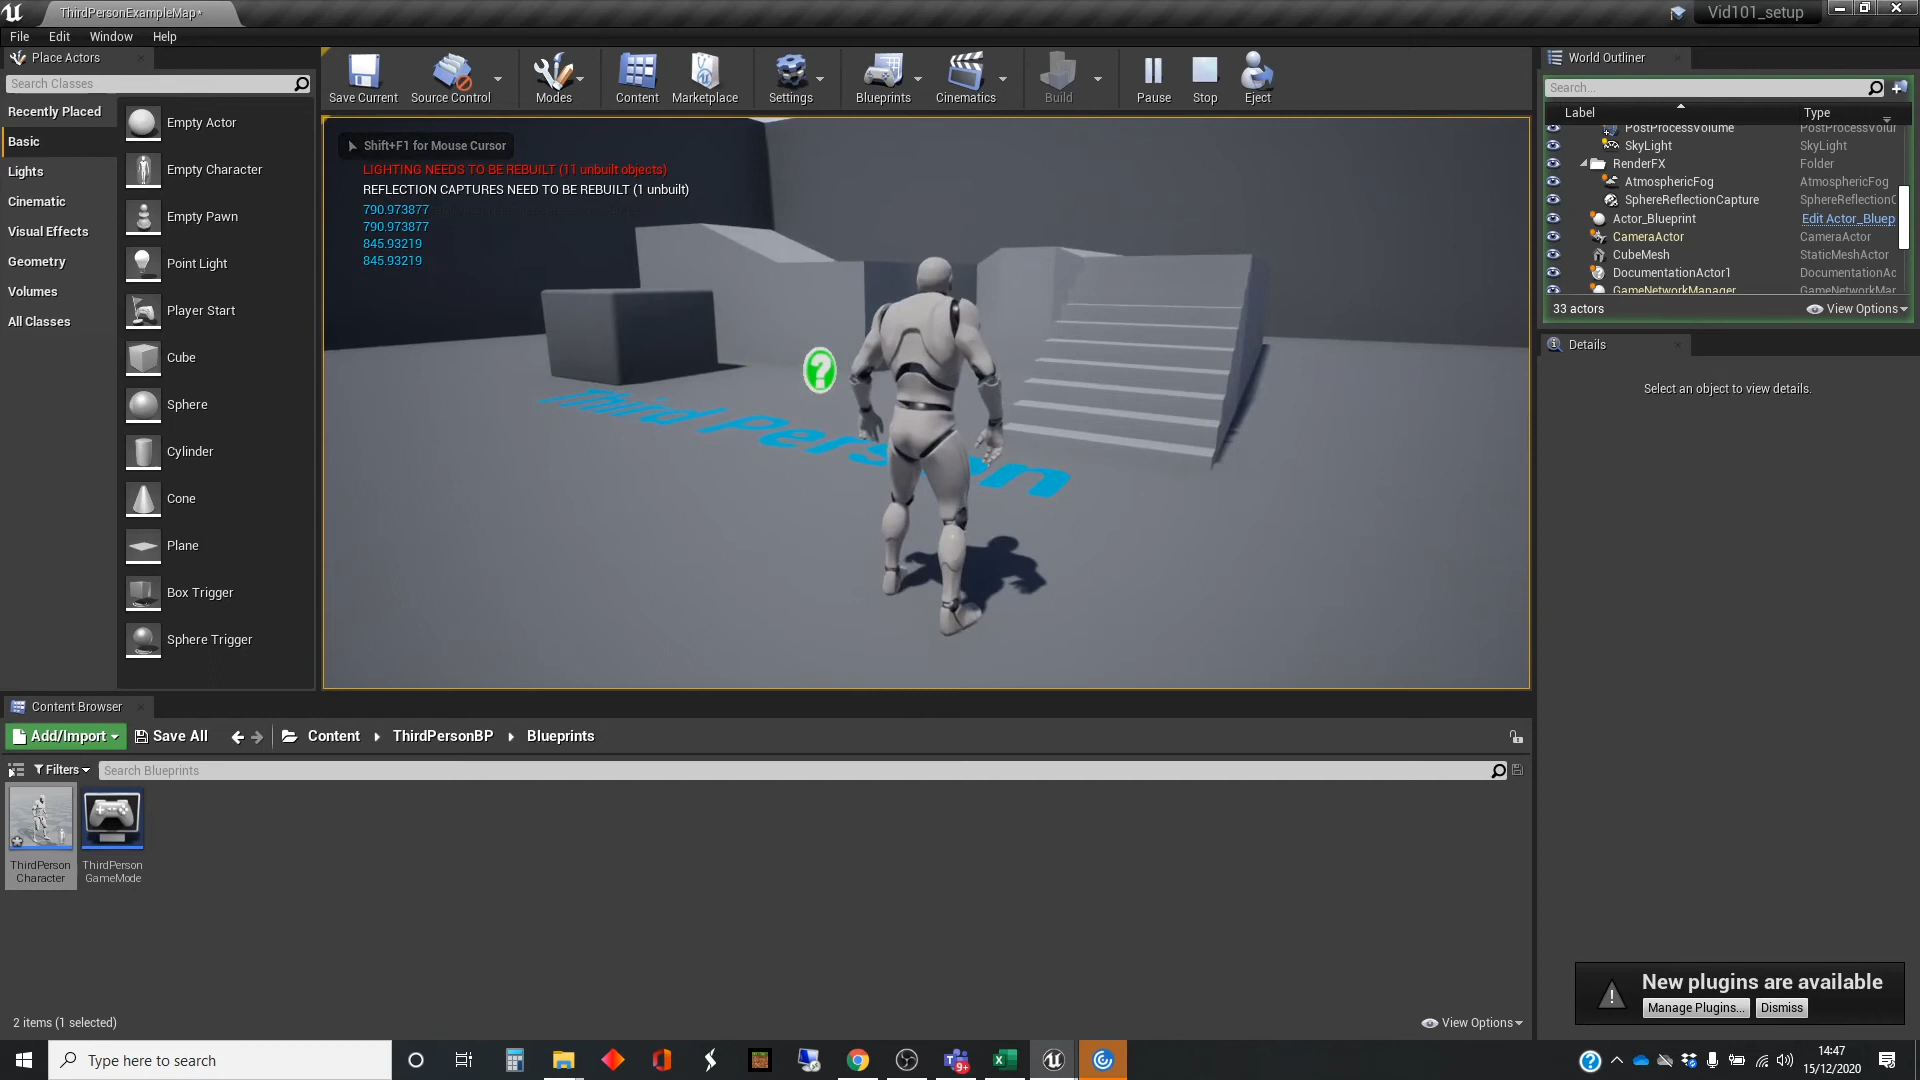 ThirdPersonExampleMap*
Vid101_setup
File Edit Window Help
Place Actors
Search Classes
Recently Placed
Basic
Lights
Cinematic
Visual Effects
Geometry
Volumes
All Classes
Empty Actor
Empty Character
Empty Pawn
Point Light
Player Start
Cube
Sphere
Cylinder
Cone
Plane
Box Trigger
Sphere Trigger
Save Current Source Control Modes Content Marketplace Settings Blueprints Cinematics Build Pause Stop Eject
Shift+F1 for Mouse Cursor
LIGHTING NEEDS TO BE REBUILT (11 unbuilt objects)
REFLECTION CAPTURES NEED TO BE REBUILT (1 unbuilt)
790.973877
790.973877
845.93219
845.93219
?
Third Person
World Outliner
Search...
Label Type
PostProcessVolume PostProcessVolur
SkyLight SkyLight
RenderFX Folder
AtmosphericFog AtmosphericFog
SphereReflectionCapture SphereReflectionC
Actor_Blueprint Edit Actor_Bluep
CameraActor CameraActor
CubeMesh StaticMeshActor
DocumentationActor1 DocumentationAc
GameNetworkManager GameNetworkMar
33 actors View Options
Details
Select an object to view details.
Content Browser
Add/Import Save All Content ThirdPersonBP Blueprints
Filters Search Blueprints
ThirdPerson
Character
ThirdPerson
GameMode
2 items (1 selected) View Options
New plugins are available
Manage Plugins... Dismiss
Type here to search
9+
14:47
15/12/2020